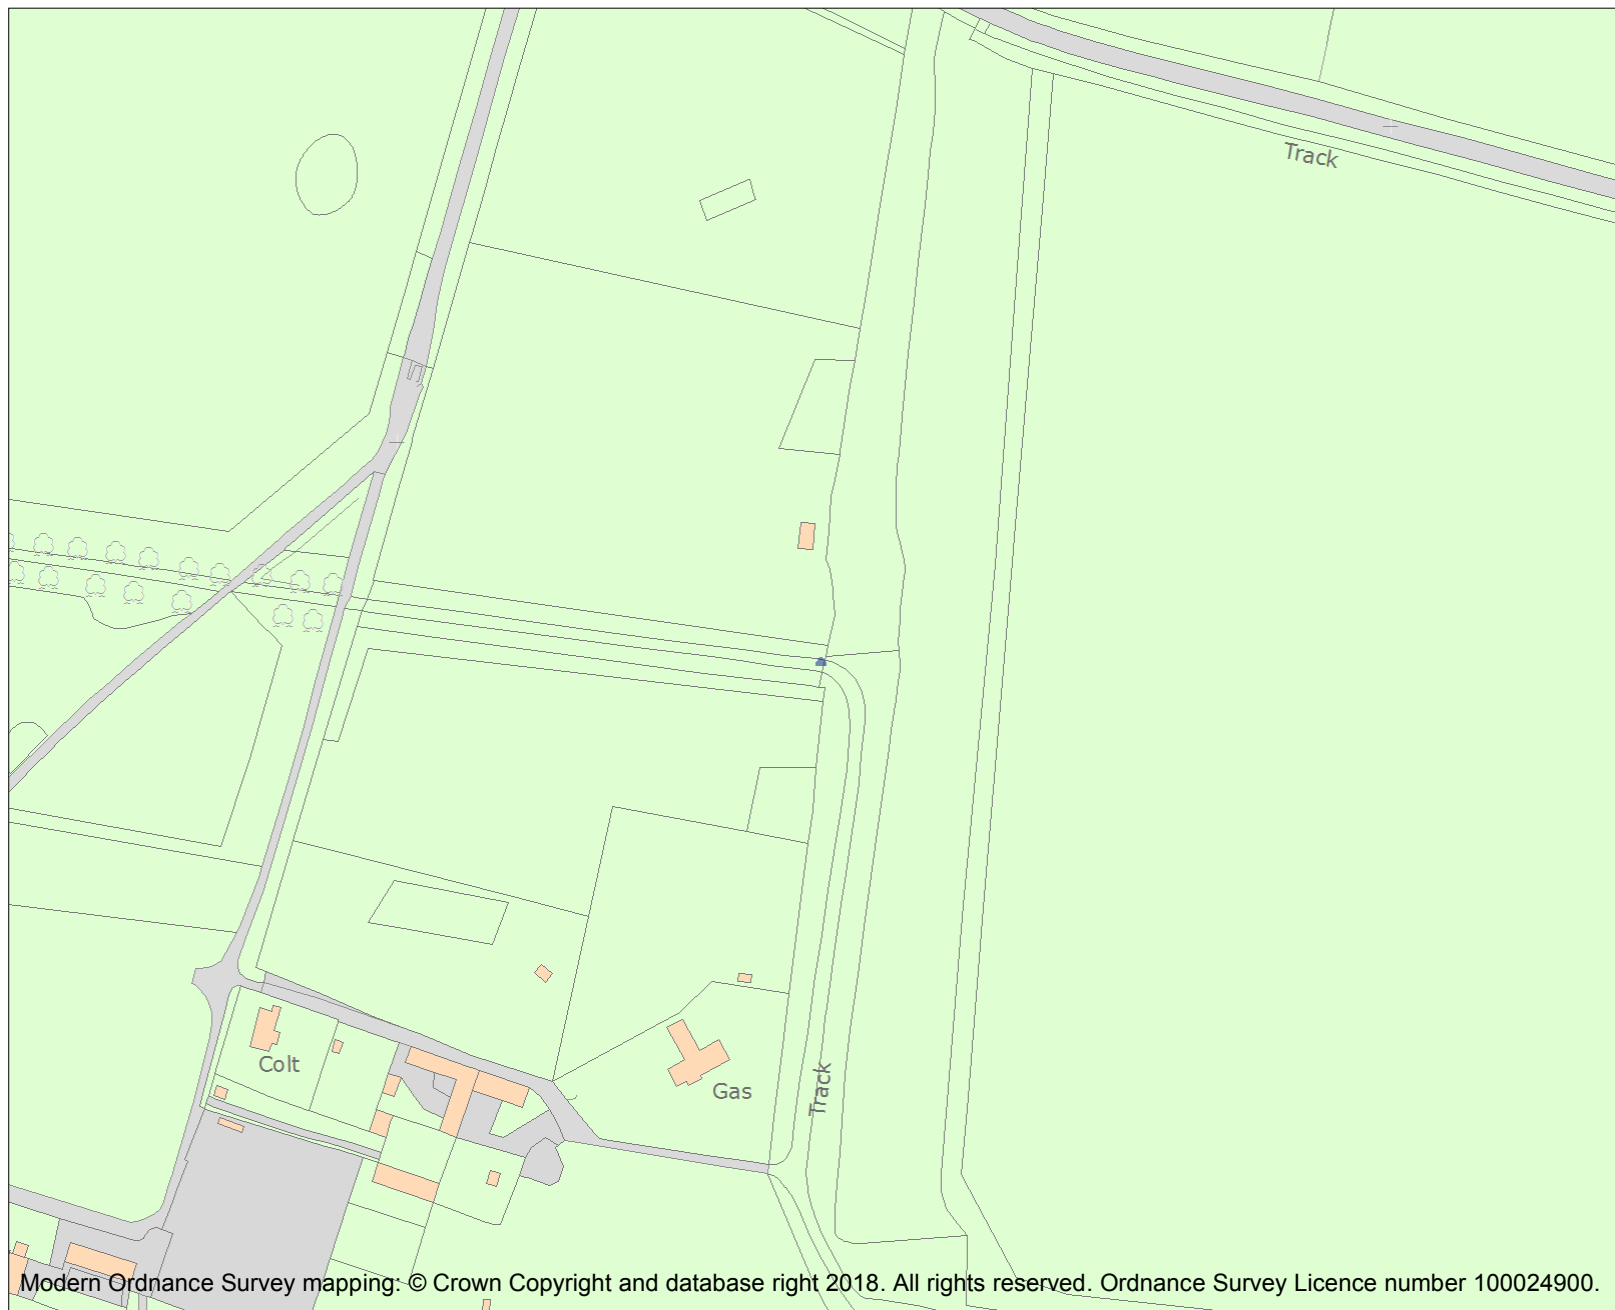 Track
Colt
Gas
Track
Modern Ordnance Survey mapping: © Crown Copyright and database right 2018. All rights reserved. Ordnance Survey Licence number 100024900.